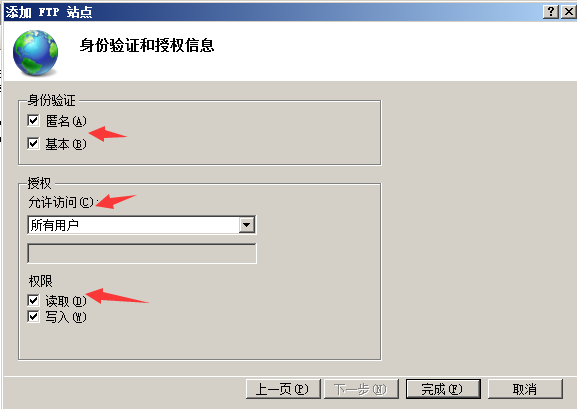 添加 FTP 站点
身份验证和授权信息
身份验证
匿名(A)
基本(B)
授权
允许访问(C):
所有用户
权限
读取(D)
写入(W)
上一页(P) 下一步(N) 完成(F) 取消